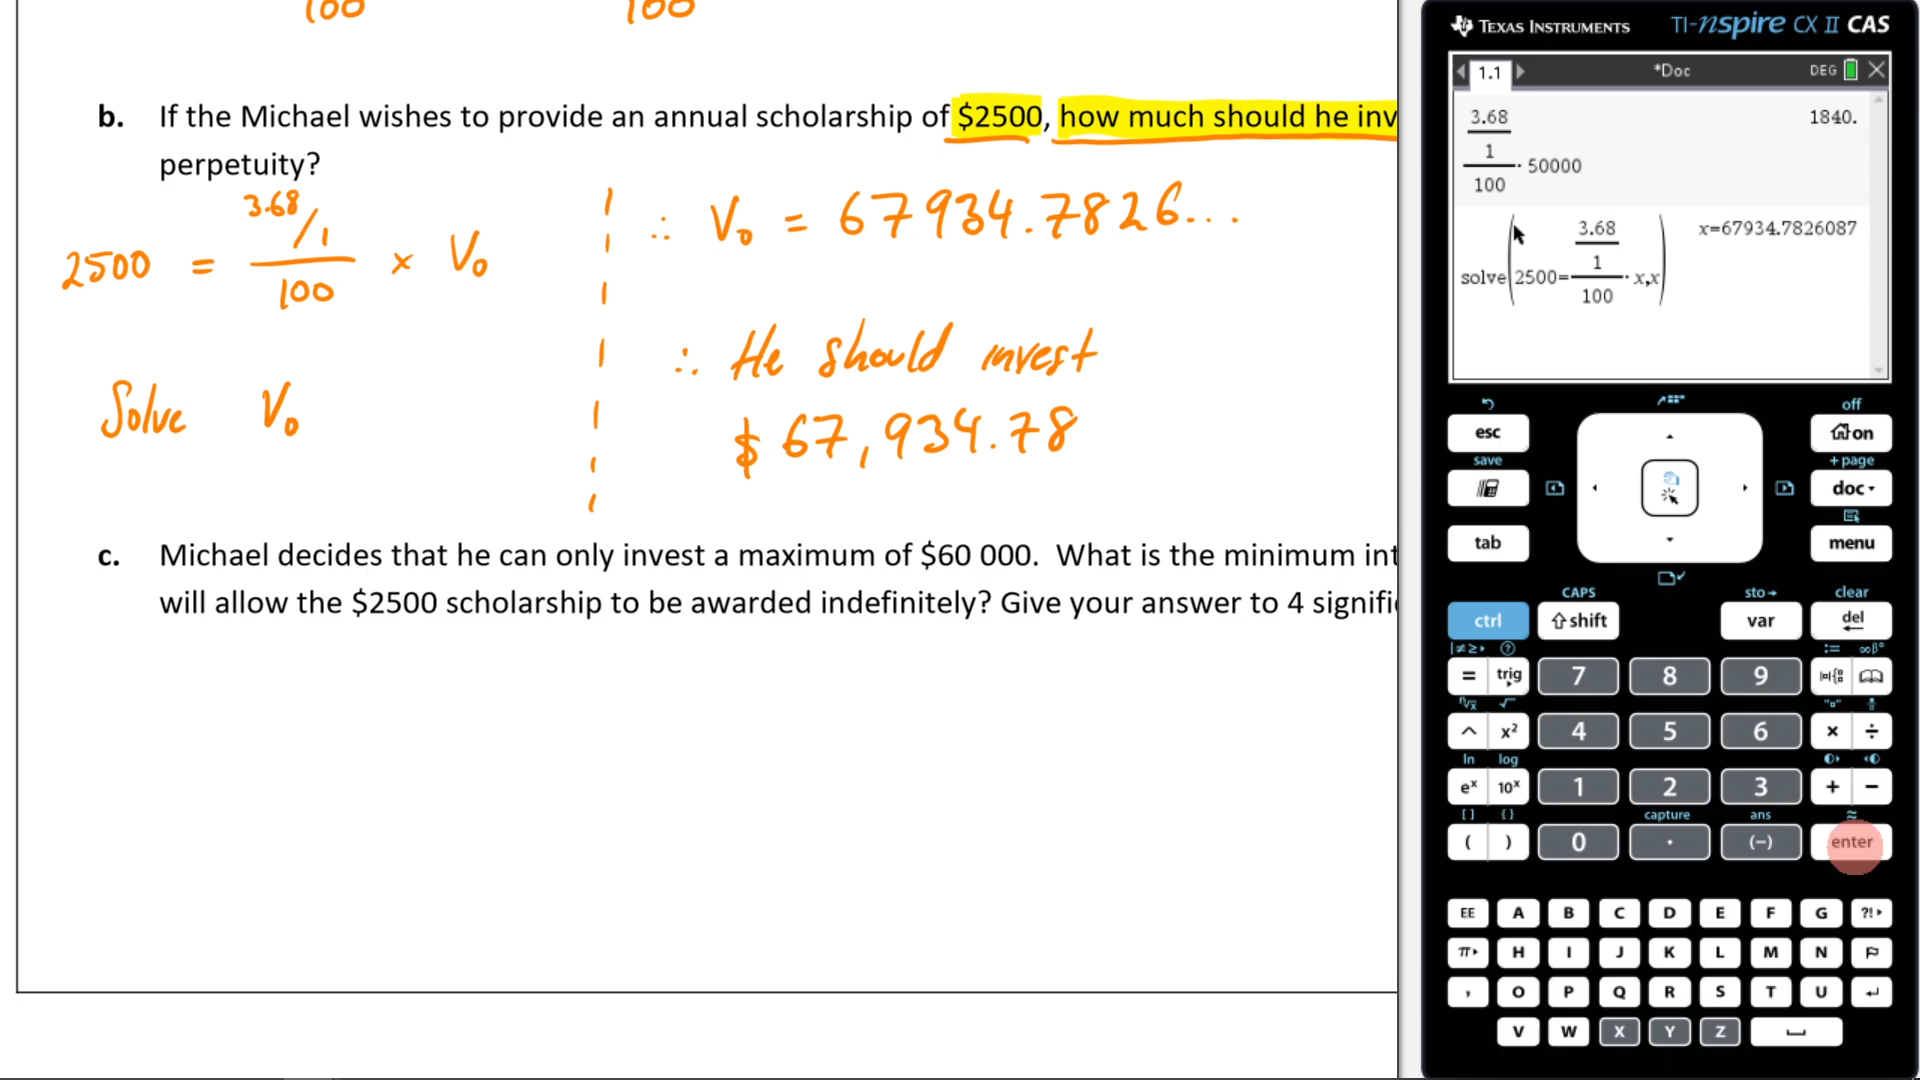 100 100
b. If the Michael wishes to provide an annual scholarship of $2500, how much should he inv
perpetuity?
2500 = 3.68/1 / 100 × V₀
Solve V₀
∴ V₀ = 67934.7826...
∴ He should invest
$67,934.78
c. Michael decides that he can only invest a maximum of $60 000. What is the minimum int
will allow the $2500 scholarship to be awarded indefinitely? Give your answer to 4 signifi
TEXAS INSTRUMENTS TI-nspire CX II CAS
1.1 *Doc DEG
3.68
1
100 · 50000
1840.
solve(2500= 3.68
1
100 · x,x)
x=67934.7826087
off
esc on
save +page
doc
tab menu
CAPS sto→ clear
ctrl shift var del
|≠≥▸ ? := ∞β°
= trig 7 8 9 |▫|{▫
ⁿ√x √ "▫"
^ x² 4 5 6 × ÷
ln log
eˣ 10ˣ 1 2 3 + −
[ ] { } capture ans ≈
( ) 0 . (−) enter
EE A B C D E F G ?!▸
π▸ H I J K L M N
, O P Q R S T U ↵
V W X Y Z